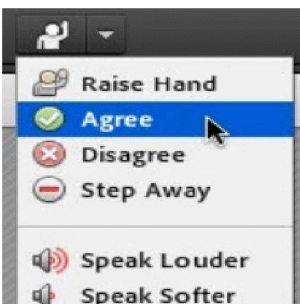 Raise Hand
Agree
Disagree
Step Away
Speak Louder
Speak Softer